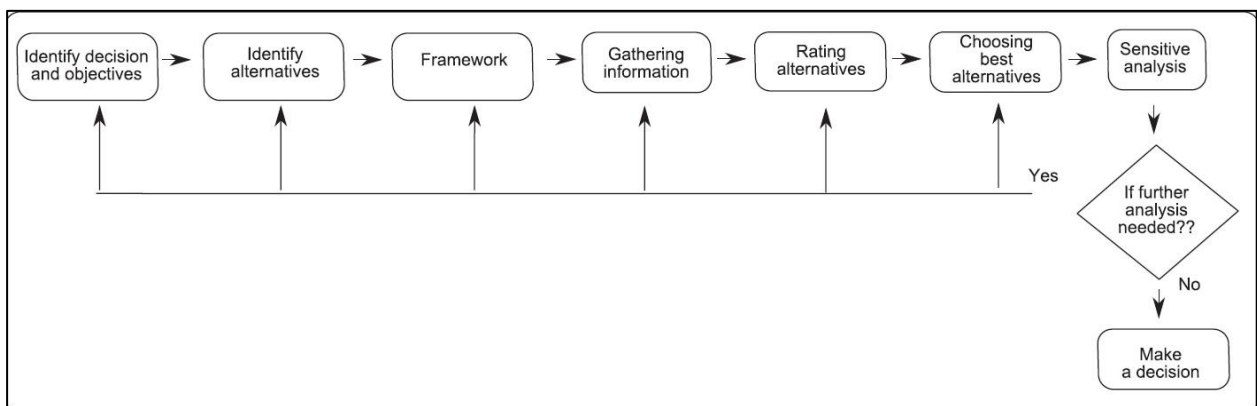 Identify decision
and objectives
Identify
alternatives
Framework
Gathering
information
Rating
alternatives
Choosing
best
alternatives
Sensitive
analysis
Yes
If further
analysis
needed??
No
Make
a decision